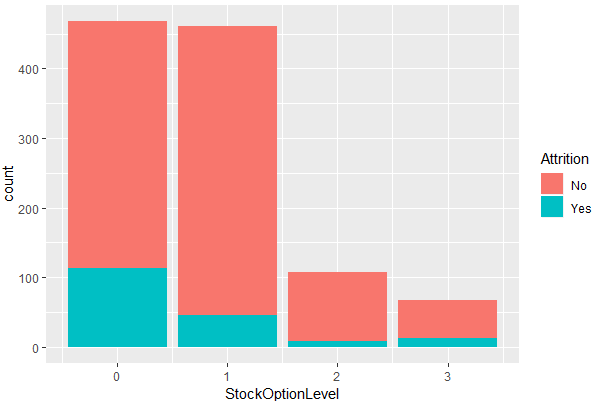 count
400
300
200
100
0
0 1 2 3
StockOptionLevel
Attrition
No
Yes